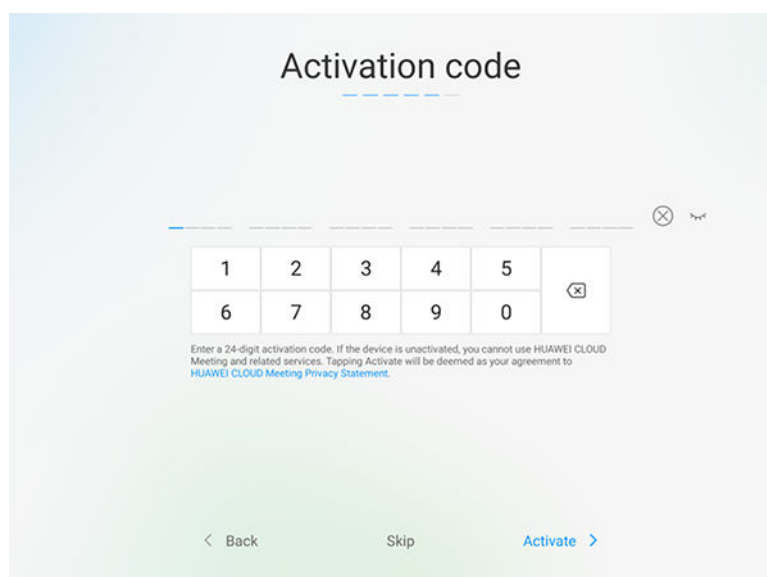 Activation code
1 2 3 4 5
6 7 8 9 0
Enter a 24-digit activation code. If the device is unactivated, you cannot use HUAWEI CLOUD
Meeting and related services. Tapping Activate will be deemed as your agreement to
HUAWEI CLOUD Meeting Privacy Statement.
Back Skip Activate